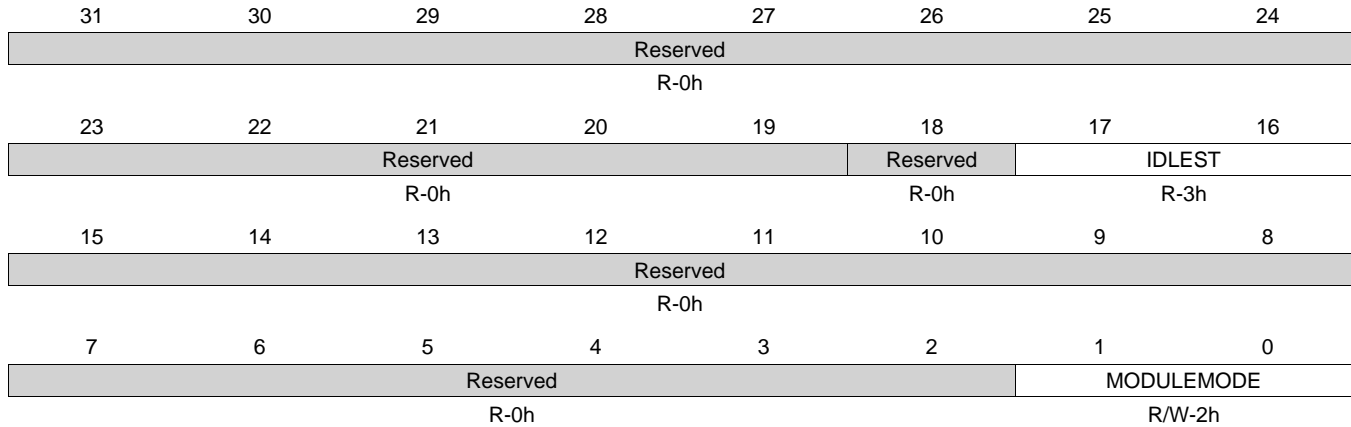 31 30 29 28 27 26 25 24
Reserved
R-0h
23 22 21 20 19 18 17 16
Reserved Reserved IDLEST
R-0h R-0h R-3h
15 14 13 12 11 10 9 8
Reserved
R-0h
7 6 5 4 3 2 1 0
Reserved MODULEMODE
R-0h R/W-2h